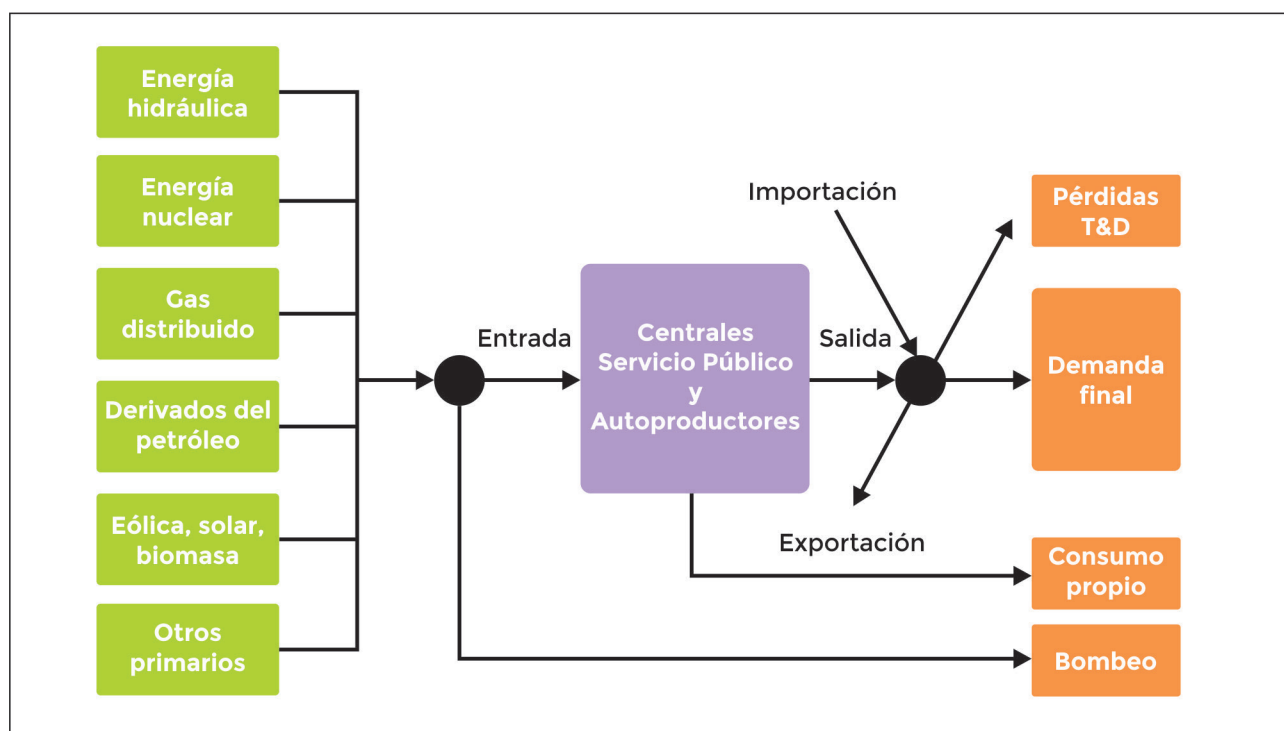 Energía
hidráulica
Energía
nuclear
Gas
distribuido
Derivados del
petróleo
Eólica, solar,
biomasa
Otros
primarios
Entrada
Centrales
Servicio Público
y
Autoproductores
Importación
Salida
Exportación
Pérdidas
T&D
Demanda
final
Consumo
propio
Bombeo